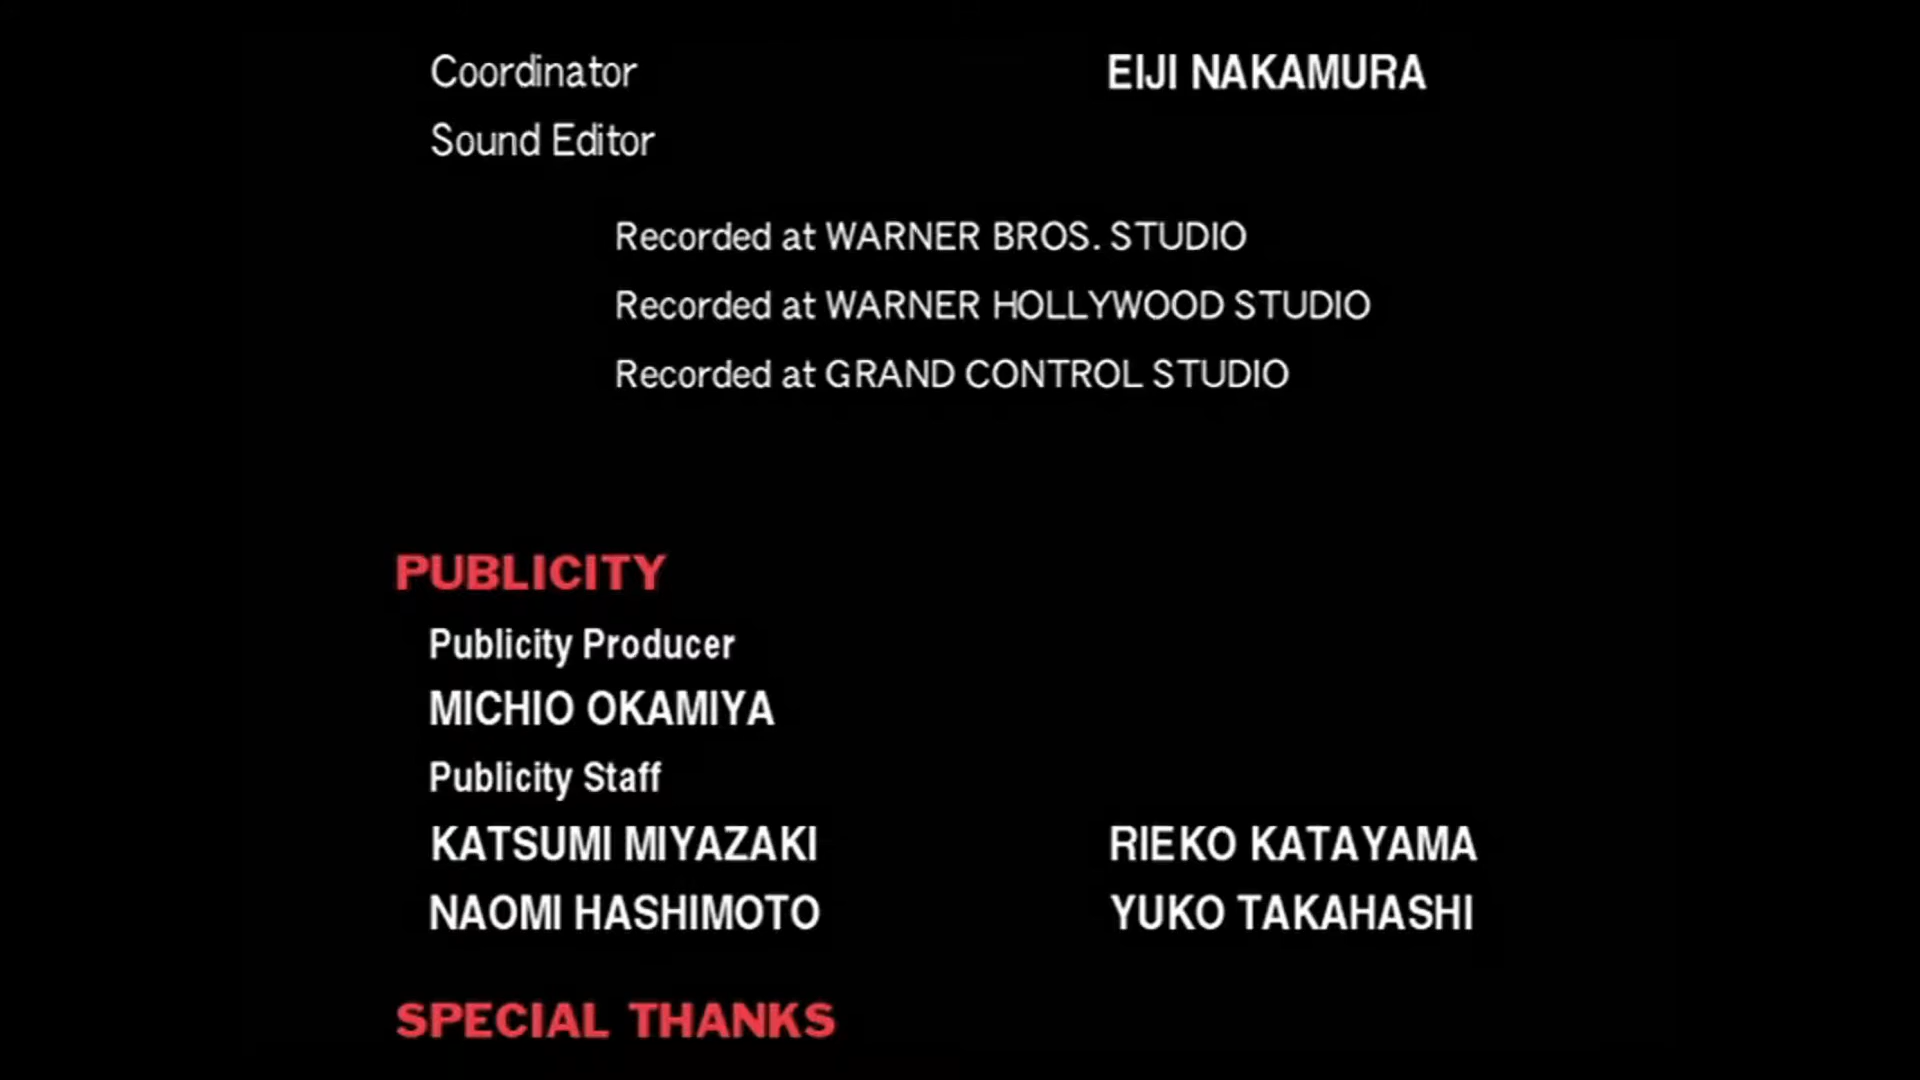 Coordinator EIJI NAKAMURA
Sound Editor
Recorded at WARNER BROS. STUDIO
Recorded at WARNER HOLLYWOOD STUDIO
Recorded at GRAND CONTROL STUDIO
PUBLICITY
Publicity Producer
MICHIO OKAMIYA
Publicity Staff
KATSUMI MIYAZAKI RIEKO KATAYAMA
NAOMI HASHIMOTO YUKO TAKAHASHI
SPECIAL THANKS